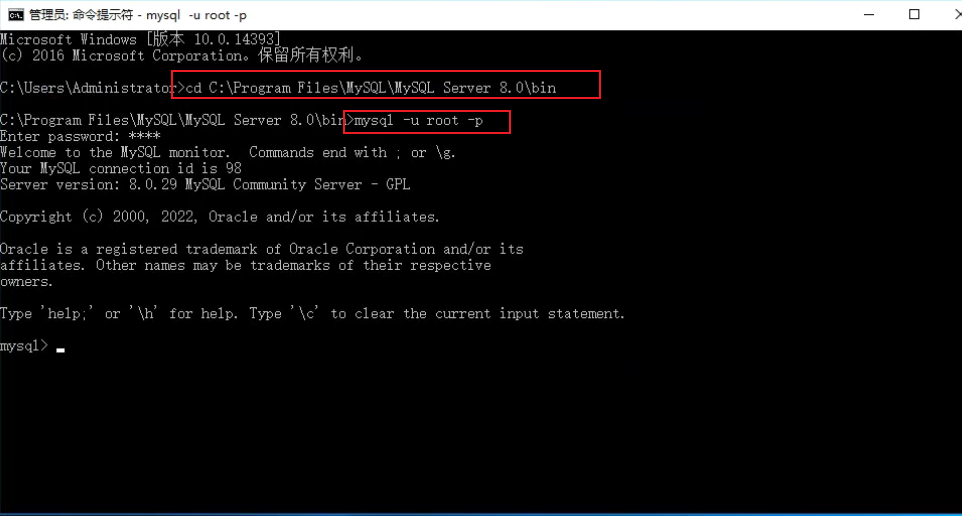 管理员: 命令提示符 - mysql  -u root -p
Microsoft Windows [版本 10.0.14393]
(c) 2016 Microsoft Corporation。保留所有权利。
C:\Users\Administrator>cd C:\Program Files\MySQL\MySQL Server 8.0\bin
C:\Program Files\MySQL\MySQL Server 8.0\bin>mysql -u root -p
Enter password: ****
Welcome to the MySQL monitor.  Commands end with ; or \g.
Your MySQL connection id is 98
Server version: 8.0.29 MySQL Community Server - GPL
Copyright (c) 2000, 2022, Oracle and/or its affiliates.
Oracle is a registered trademark of Oracle Corporation and/or its
affiliates. Other names may be trademarks of their respective
owners.
Type 'help;' or '\h' for help. Type '\c' to clear the current input statement.
mysql>